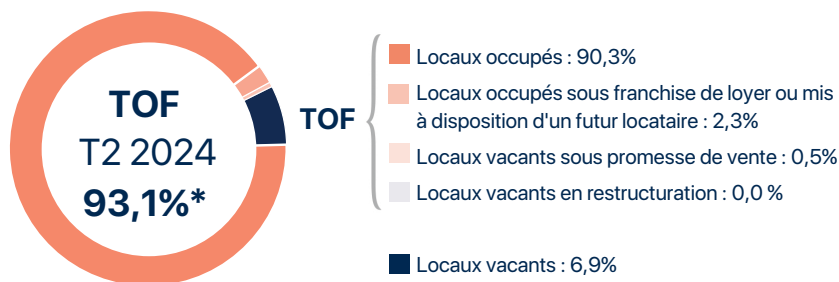 TOF
T2 2024
93,1%*
TOF
Locaux occupés : 90,3%
Locaux occupés sous franchise de loyer ou mis
à disposition d'un futur locataire : 2,3%
Locaux vacants sous promesse de vente : 0,5%
Locaux vacants en restructuration : 0,0 %
Locaux vacants : 6,9%